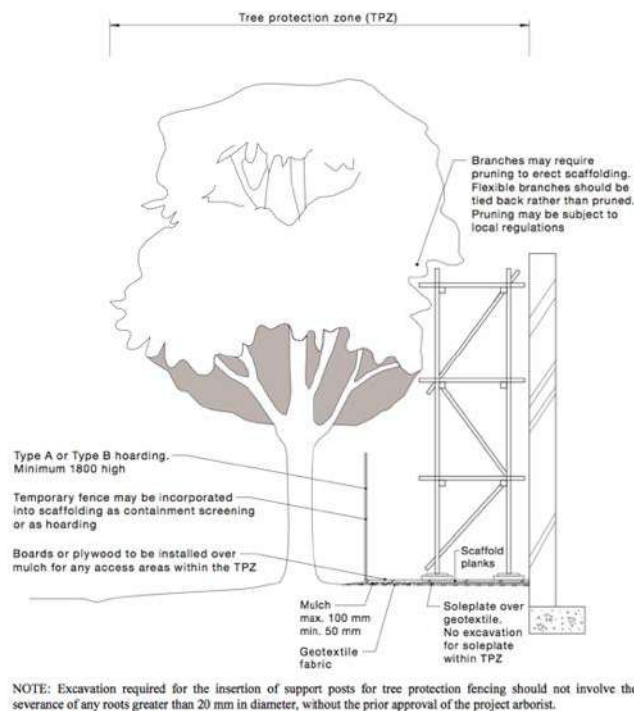 Tree protection zone (TPZ)
Branches may require
pruning to erect scaffolding.
Flexible branches should be
tied back rather than pruned.
Pruning may be subject to
local regulations
Type A or Type B hoarding.
Minimum 1800 high
Temporary fence may be incorporated
into scaffolding as containment screening
or as hoarding
Boards or plywood to be installed over
mulch for any access areas within the TPZ
Scaffold
planks
Mulch
max. 100 mm
min. 50 mm
Geotextile
fabric
Soleplate over
geotextile.
No excavation
for soleplate
within TPZ
NOTE: Excavation required for the insertion of support posts for tree protection fencing should not involve the
severance of any roots greater than 20 mm in diameter, without the prior approval of the project arborist.